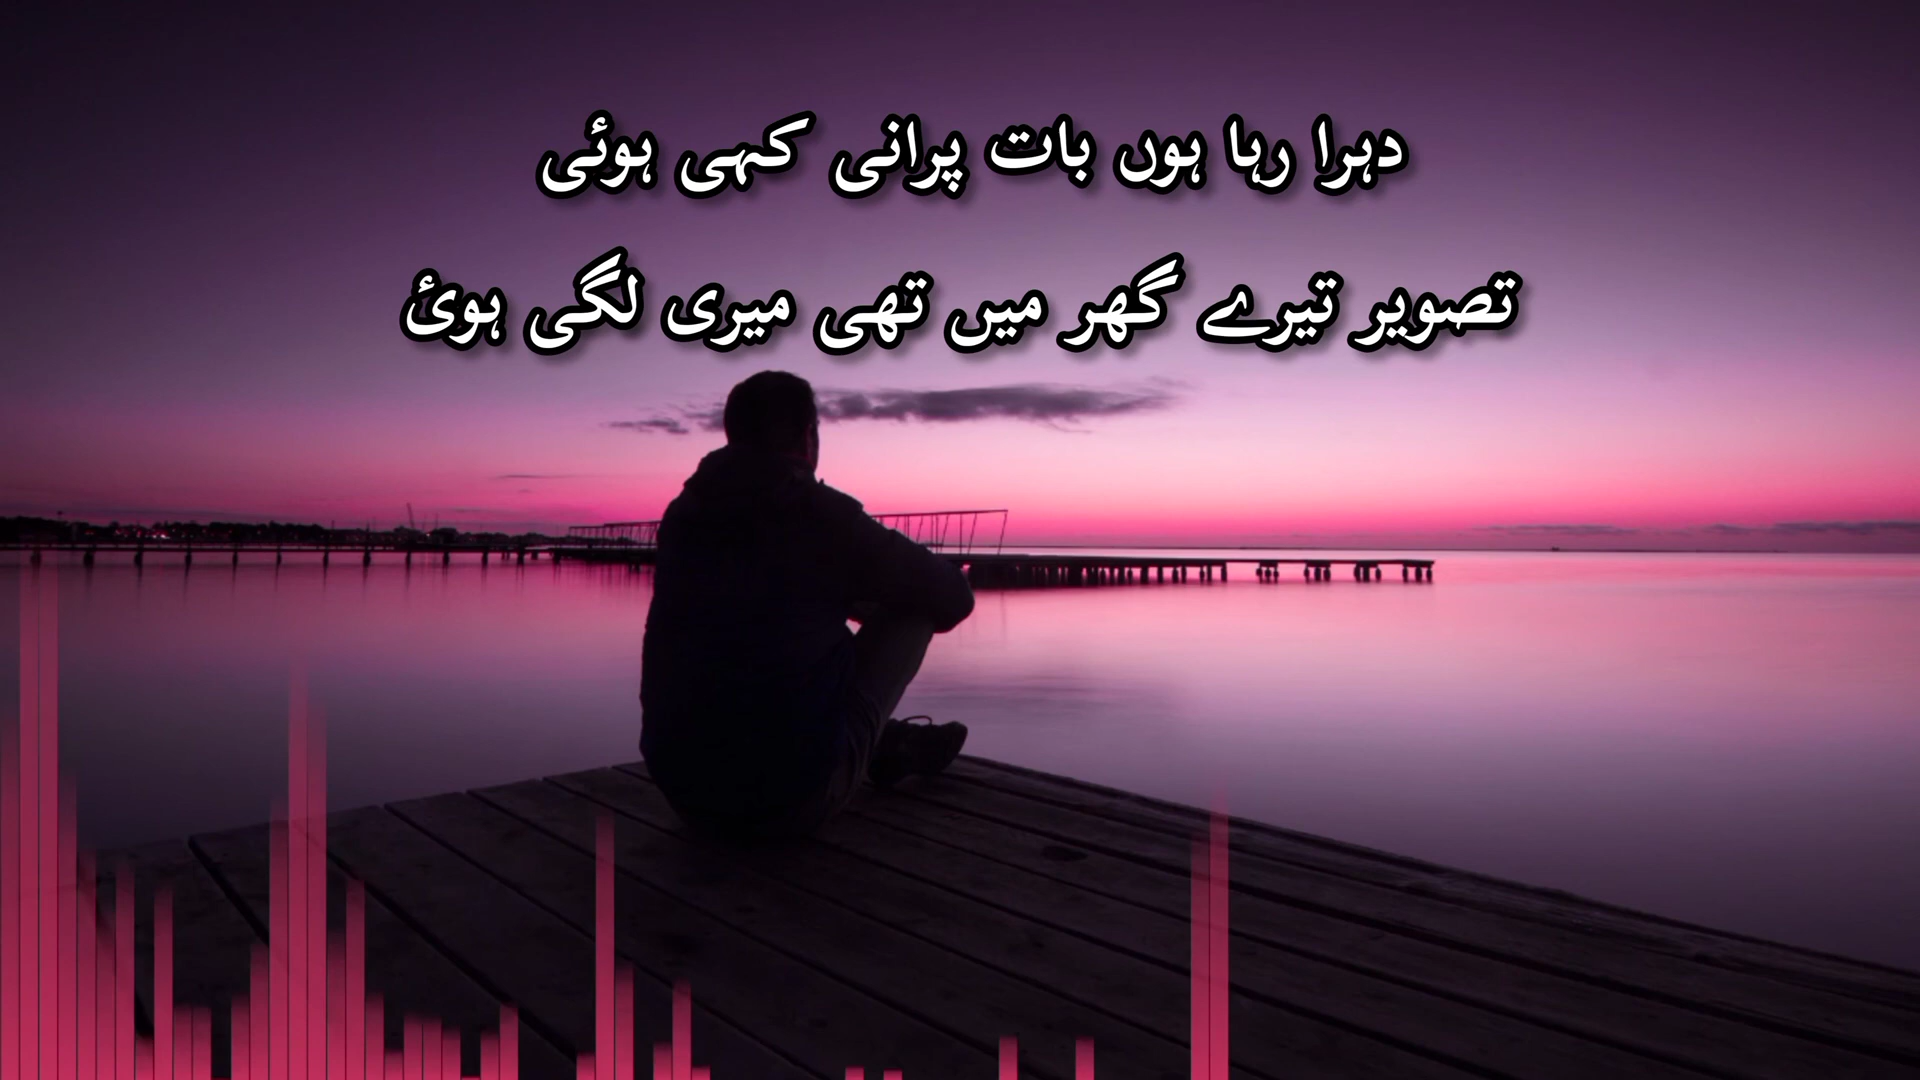 دہرا رہا ہوں بات پرانی کہی ہوئی
تصویر تیرے گھر میں تھی میری لگی ہوئ